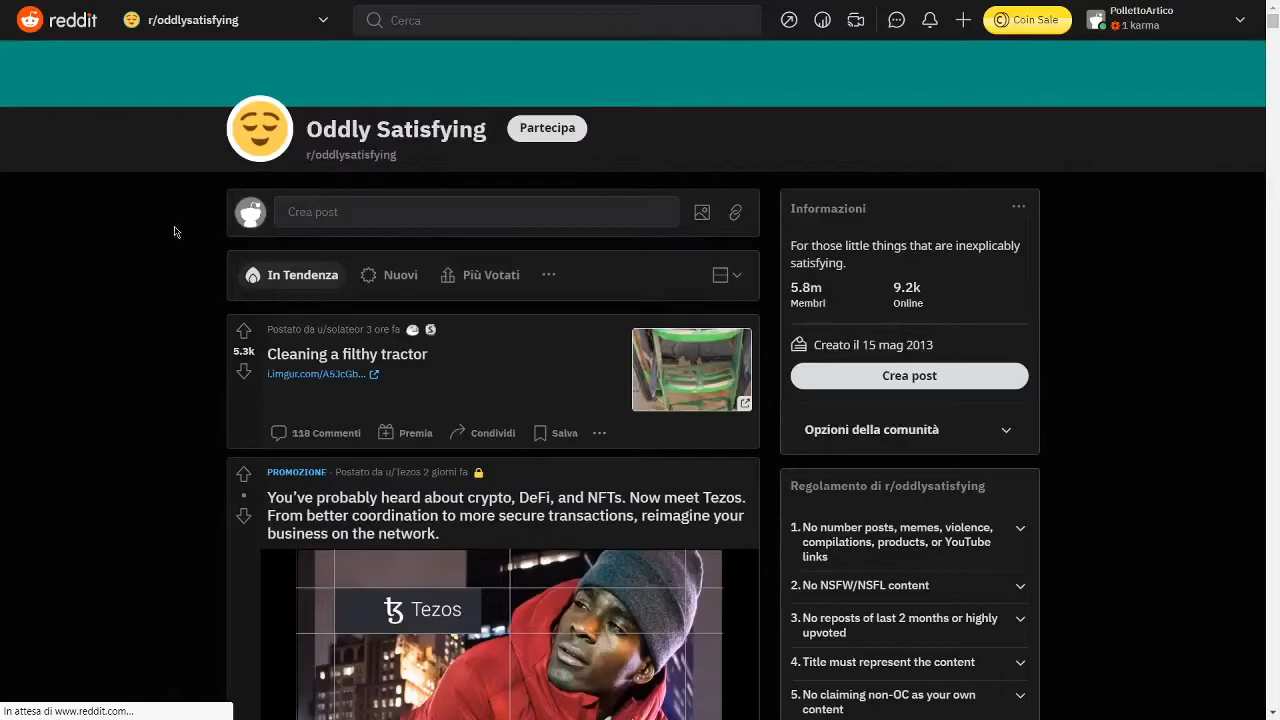 reddit
r/oddlysatisfying
Cerca
Coin Sale
PollettoArtico
1 karma
Oddly Satisfying
Partecipa
r/oddlysatisfying
Crea post
In Tendenza
Nuovi
Più Votati
Postato da u/solateor 3 ore fa
5.3k
Cleaning a filthy tractor
i.imgur.com/A5JcGb...
118 Commenti
Premia
Condividi
Salva
PROMOZIONE · Postato da u/Tezos 2 giorni fa
You've probably heard about crypto, DeFi, and NFTs. Now meet Tezos.
From better coordination to more secure transactions, reimagine your
business on the network.
Tezos
Informazioni
For those little things that are inexplicably
satisfying.
5.8m
9.2k
Membri
Online
Creato il 15 mag 2013
Crea post
Opzioni della comunità
Regolamento di r/oddlysatisfying
1. No number posts, memes, violence,
compilations, products, or YouTube
links
2. No NSFW/NSFL content
3. No reposts of last 2 months or highly
upvoted
4. Title must represent the content
5. No claiming non-OC as your own
content
In attesa di www.reddit.com...